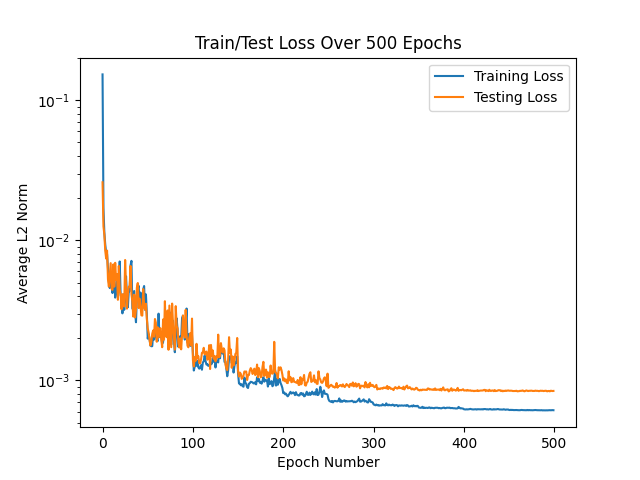 Train/Test Loss Over 500 Epochs
Training Loss
Testing Loss
10⁻¹
10⁻²
10⁻³
Average L2 Norm
0 100 200 300 400 500
Epoch Number